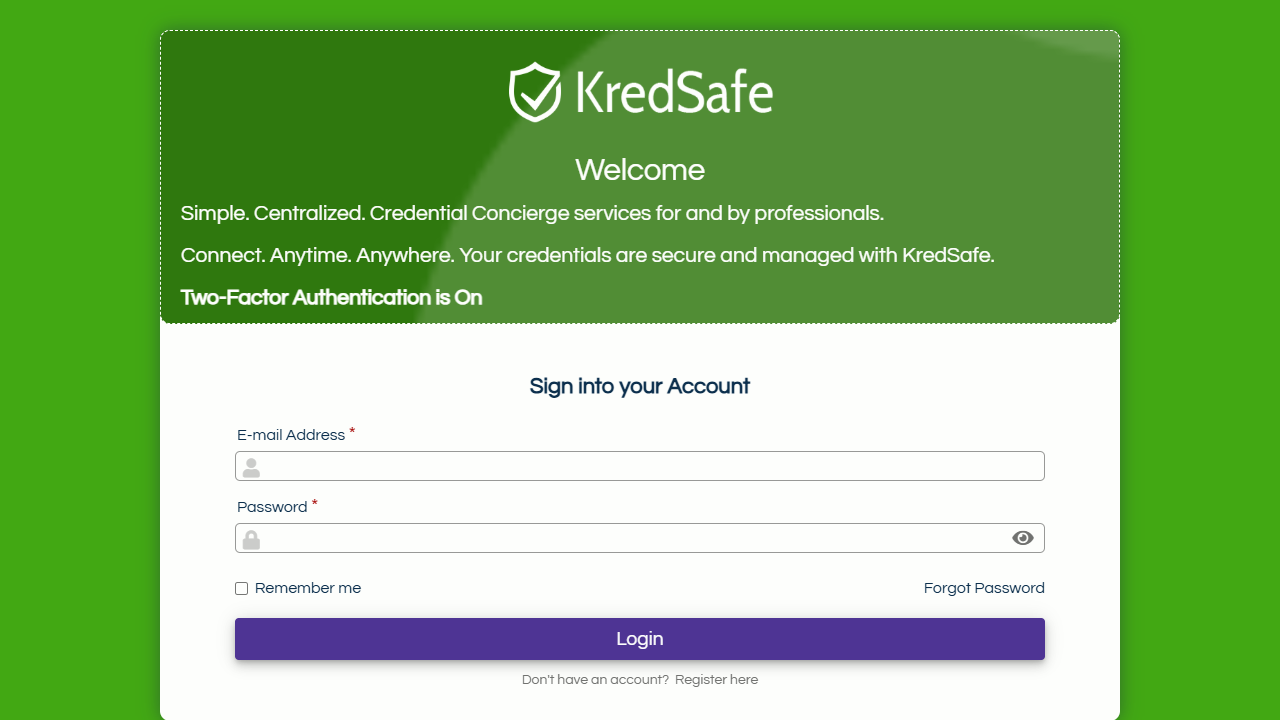 KredSafe
Welcome
Simple. Centralized. Credential Concierge services for and by professionals.
Connect. Anytime. Anywhere. Your credentials are secure and managed with KredSafe.
Two-Factor Authentication is On
Sign into your Account
E-mail Address *
Password *
Remember me
Forgot Password
Login
Don't have an account? Register here